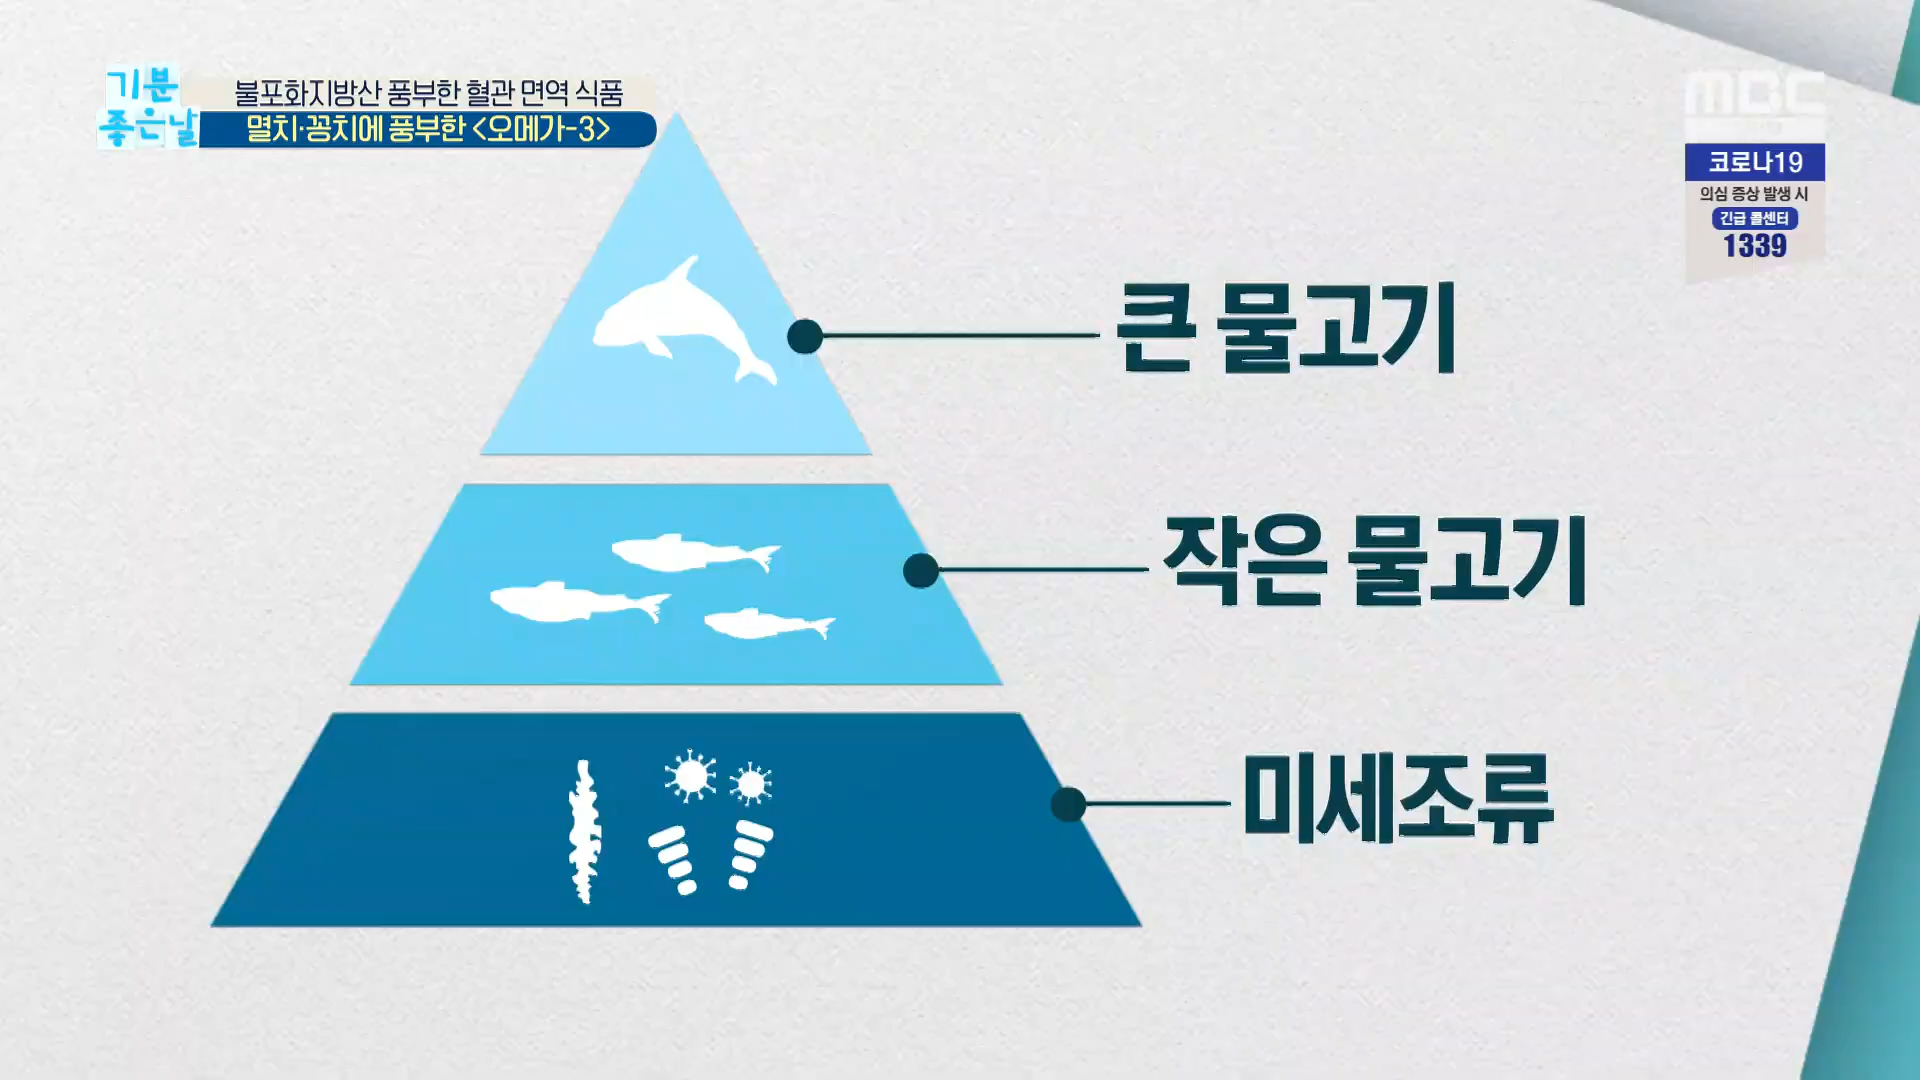 기분
좋은날
불포화지방산 풍부한 혈관 면역 식품
멸치·꽁치에 풍부한 <오메가-3>
MBC
코로나19
의심 증상 발생 시
긴급 콜센터
1339
큰 물고기
작은 물고기
미세조류